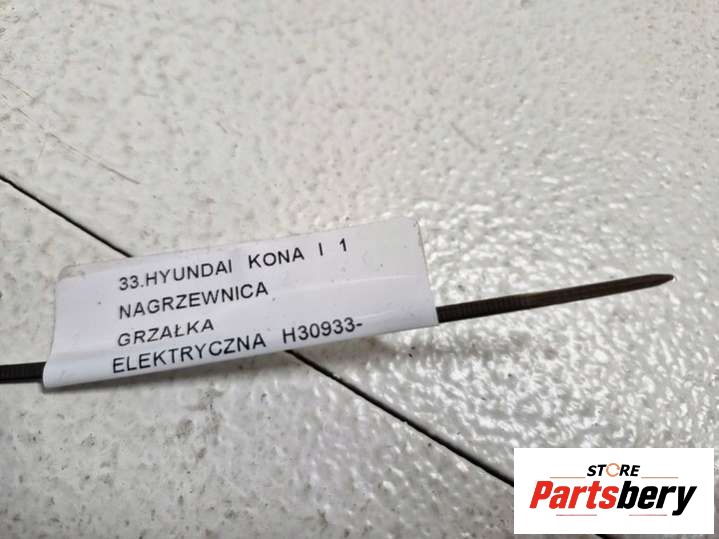 33.HYUNDAI KONA I 1
NAGRZEWNICA
GRZAŁKA
ELEKTRYCZNA H30933-
STORE
Partsbery